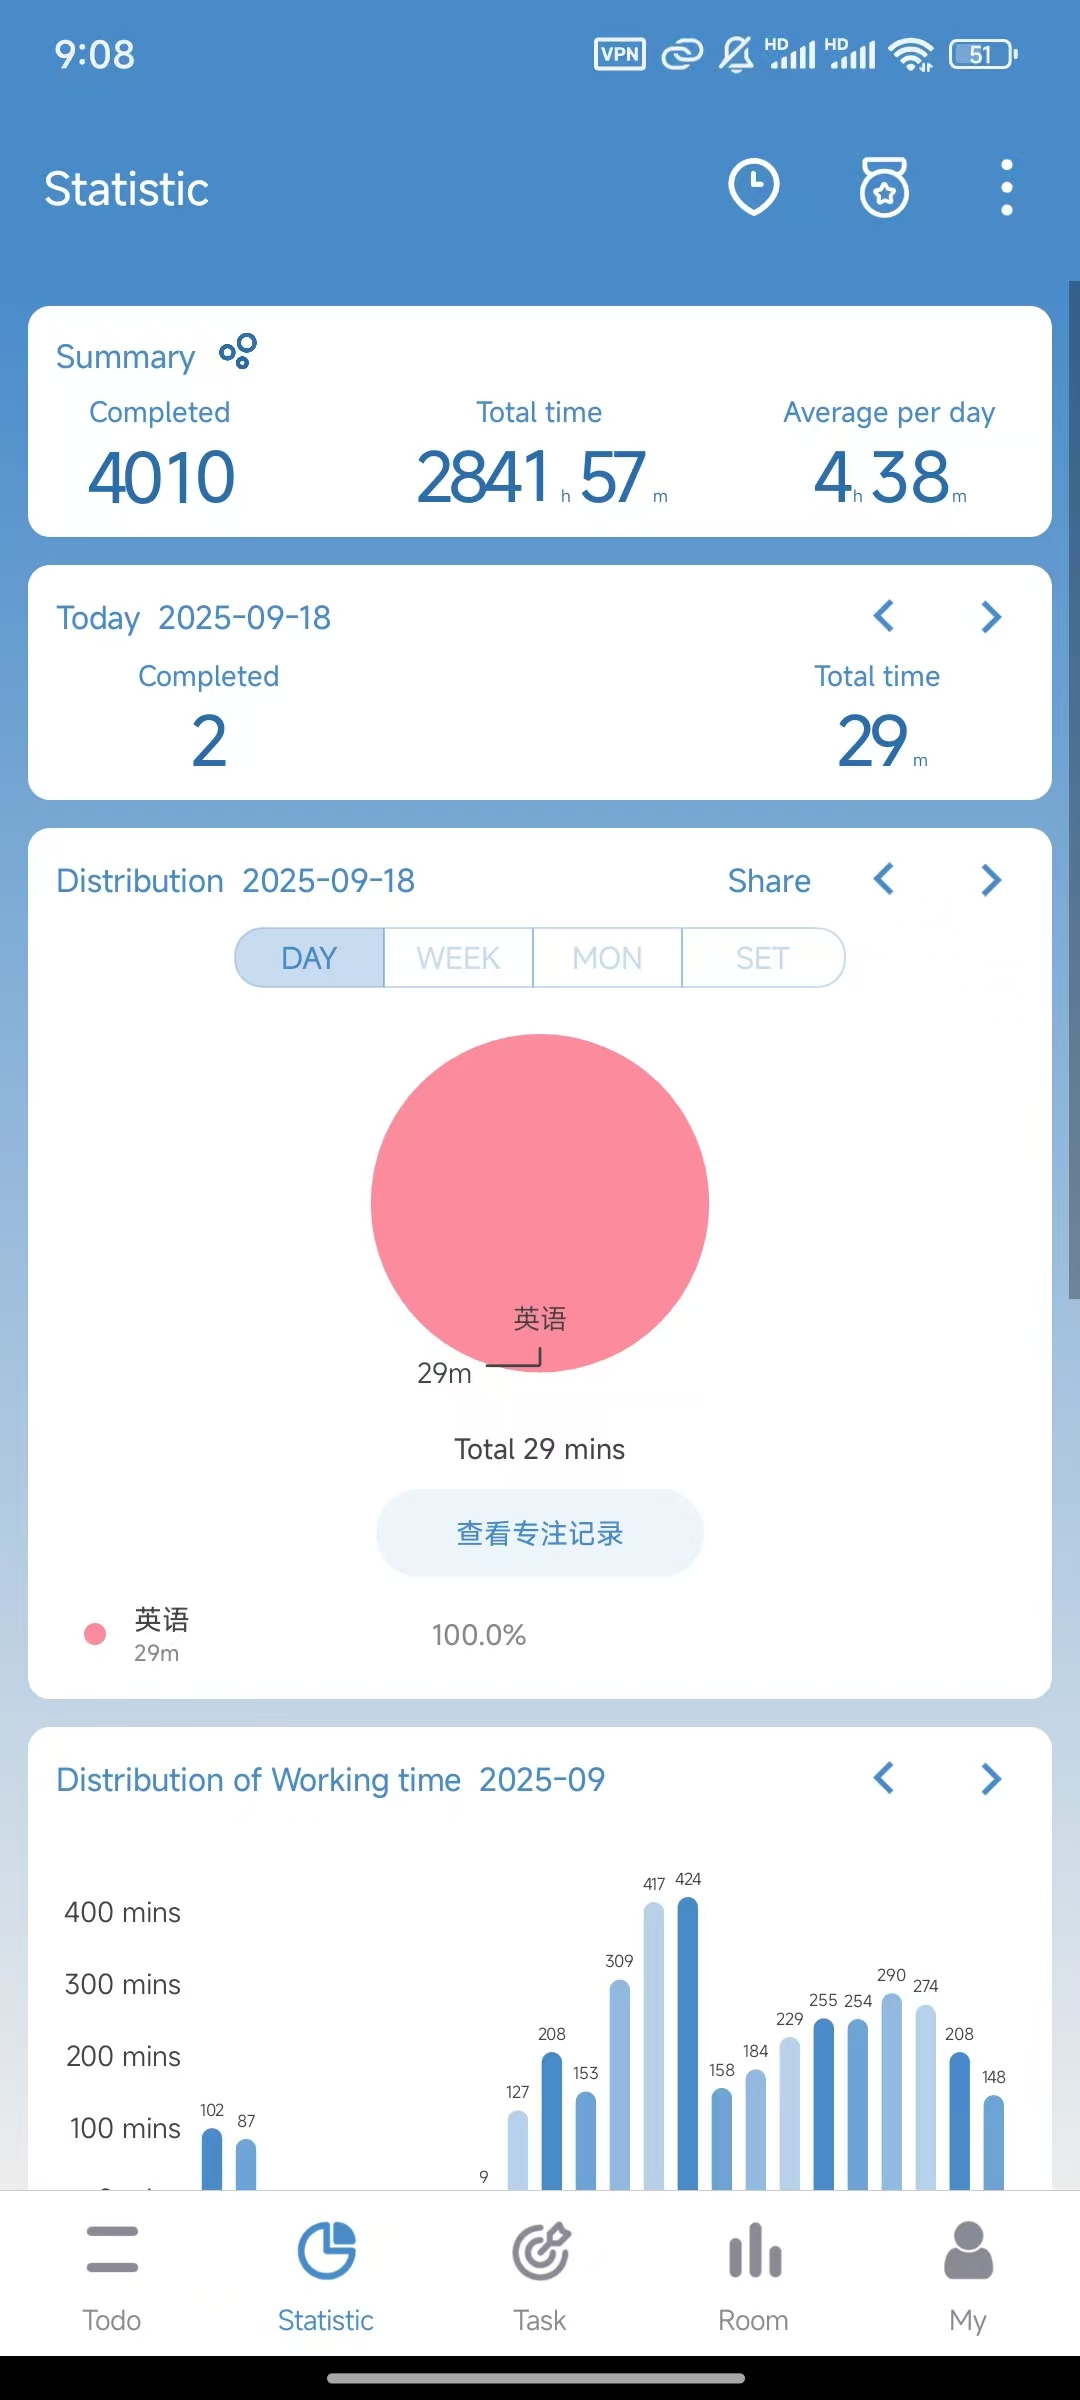 9:08 VPN HD HD 51
Statistic
Summary
Completed Total time Average per day
4010 2841 h 57 m 4 h 38 m
Today 2025-09-18
Completed Total time
2 29 m
Distribution 2025-09-18 Share
DAY WEEK MON SET
英语
29m
Total 29 mins
查看专注记录
英语
29m
100.0%
Distribution of Working time 2025-09
417 424
400 mins
309
290
300 mins 274
255 254
229
208 208
200 mins
184
153 158 148
127
102 87
100 mins
9
Todo Statistic Task Room My